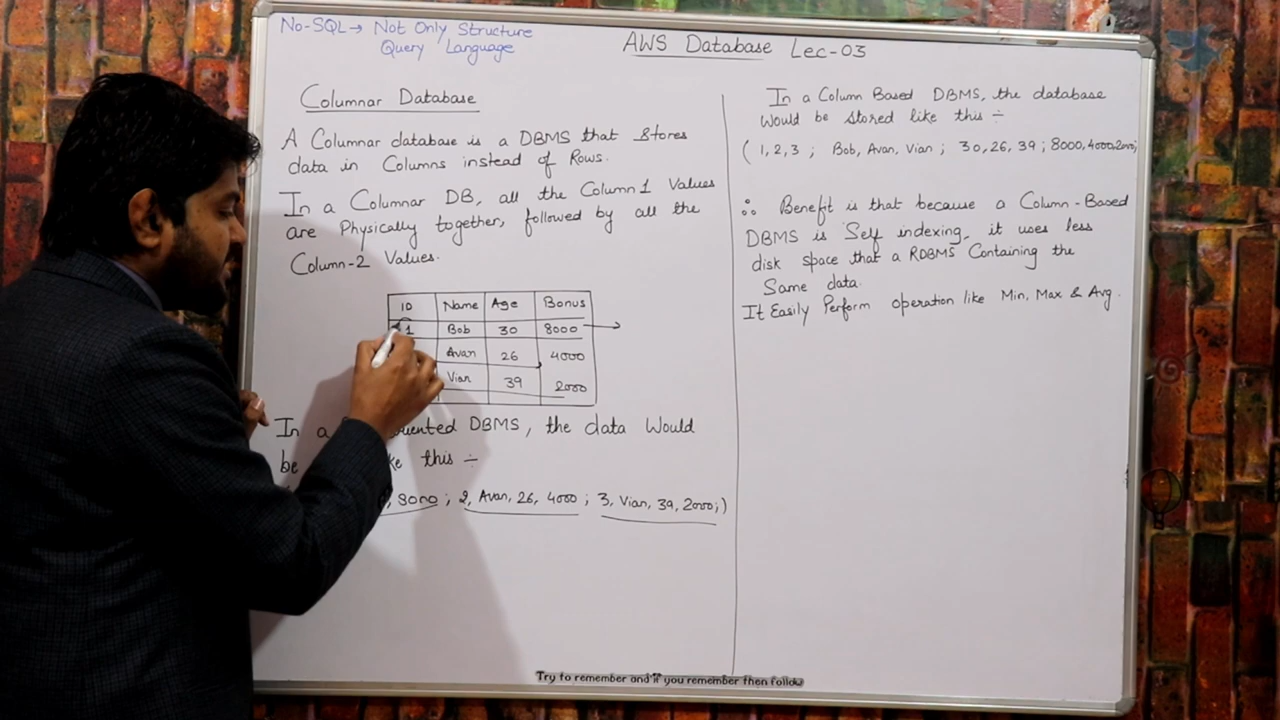 No-SQL → Not Only Structure
Query Language
AWS Database Lec-03
Columnar Database
A Columnar database is a DBMS that Stores
data in Columns instead of Rows.
In a Columnar DB, all the Column 1 Values
are Physically together, followed by all the
Column-2 Values.
ID Name Age Bonus
1 Bob 30 8000
Avan 26 4000
Vian 39 2000
In a DBMS, the data Would
be this ÷
8000 ; 2, Avan, 26, 4000 ; 3, Vian, 39, 2000;)
In a Column Based DBMS, the database
Would be stored like this ÷
( 1, 2, 3 ; Bob, Avan, Vian ; 30, 26, 39 ; 8000, 4000, 2000;
∴ Benefit is that because a Column-Based
DBMS is Self indexing, it uses less
disk space that a RDBMS Containing the
Same data.
It Easily Perform operation like Min, Max & Avg.
Try to remember and if you remember then follow